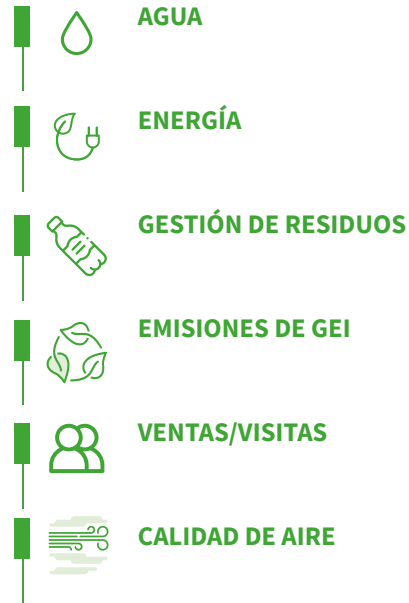 AGUA
ENERGÍA
GESTIÓN DE RESIDUOS
EMISIONES DE GEI
VENTAS/VISITAS
CALIDAD DE AIRE